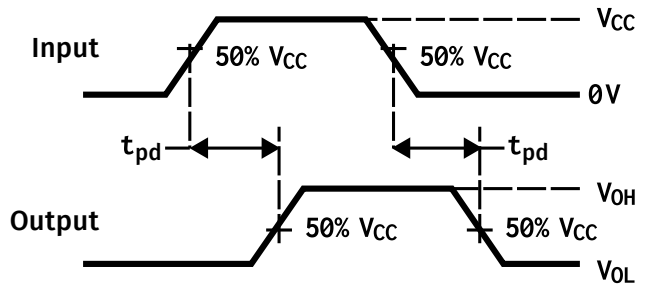 VCC
Input
50% VCC
50% VCC
0V
tpd
tpd
VOH
Output
50% VCC
50% VCC
VOL